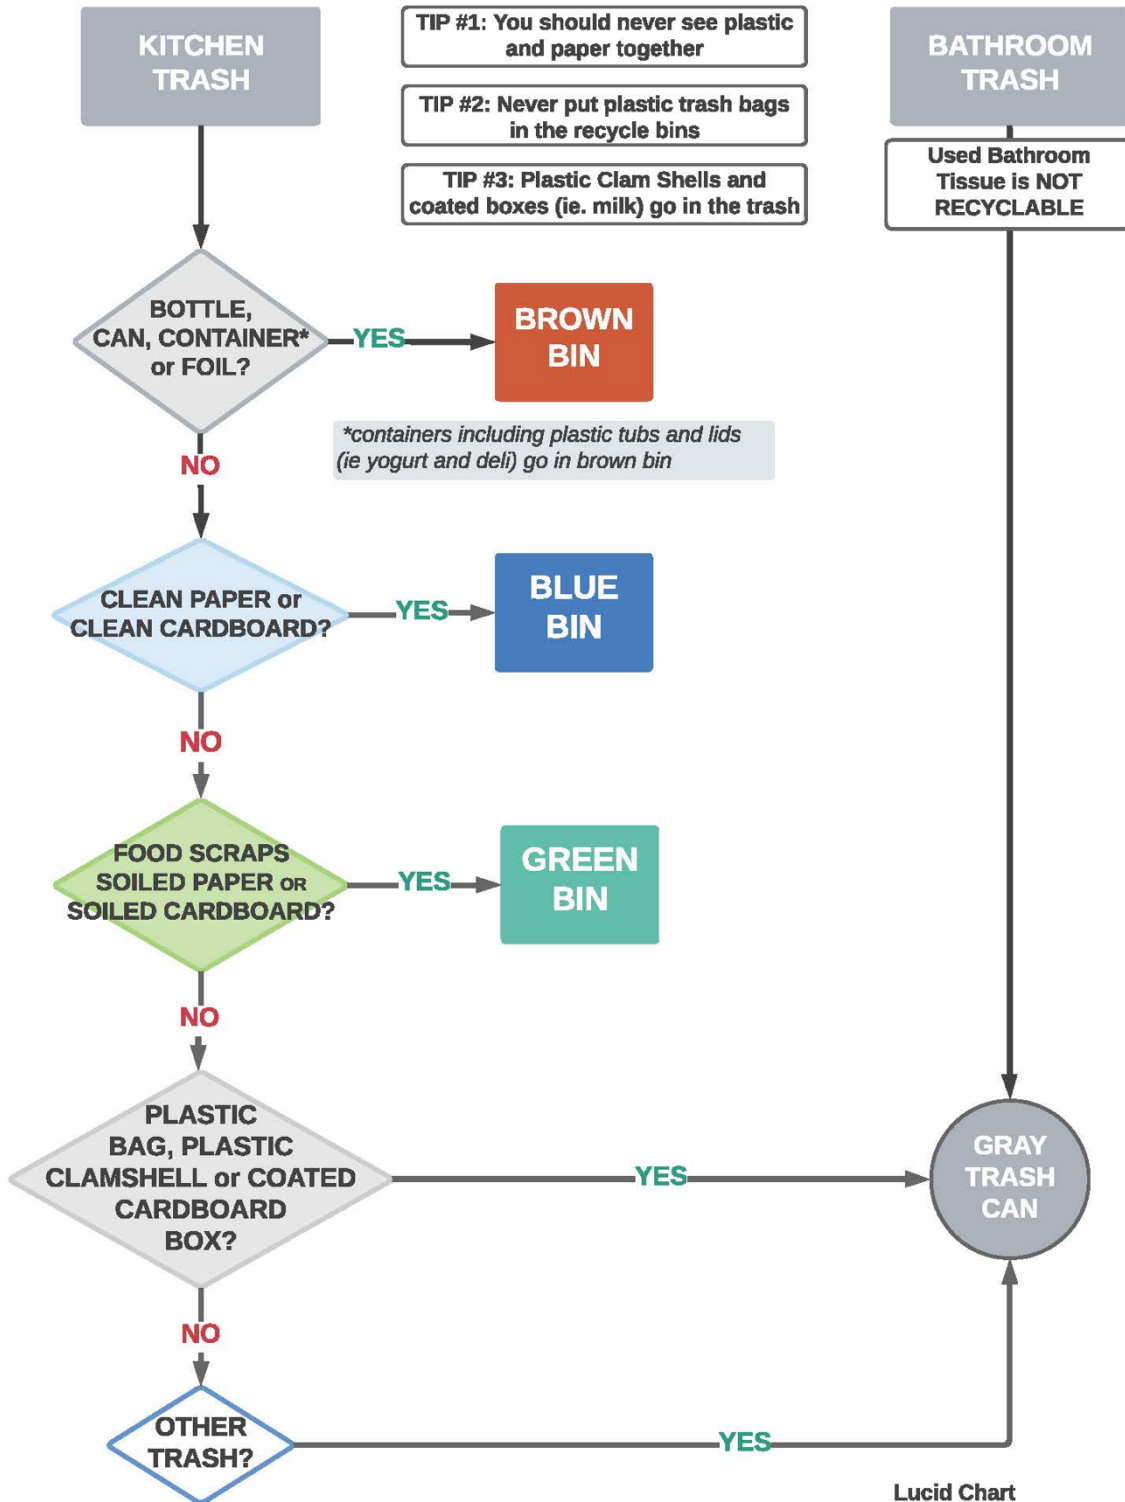 KITCHEN
TRASH
TIP #1: You should never see plastic
and paper together
TIP #2: Never put plastic trash bags
in the recycle bins
TIP #3: Plastic Clam Shells and
coated boxes (ie. milk) go in the trash
BATHROOM
TRASH
Used Bathroom
Tissue is NOT
RECYCLABLE
BOTTLE,
CAN, CONTAINER*
or FOIL?
YES
BROWN
BIN
*containers including plastic tubs and lids
(ie yogurt and deli) go in brown bin
NO
CLEAN PAPER or
CLEAN CARDBOARD?
YES
BLUE
BIN
NO
FOOD SCRAPS
SOILED PAPER OR
SOILED CARDBOARD?
YES
GREEN
BIN
NO
PLASTIC
BAG, PLASTIC
CLAMSHELL or COATED
CARDBOARD
BOX?
YES
GRAY
TRASH
CAN
NO
OTHER
TRASH?
YES
Lucid Chart